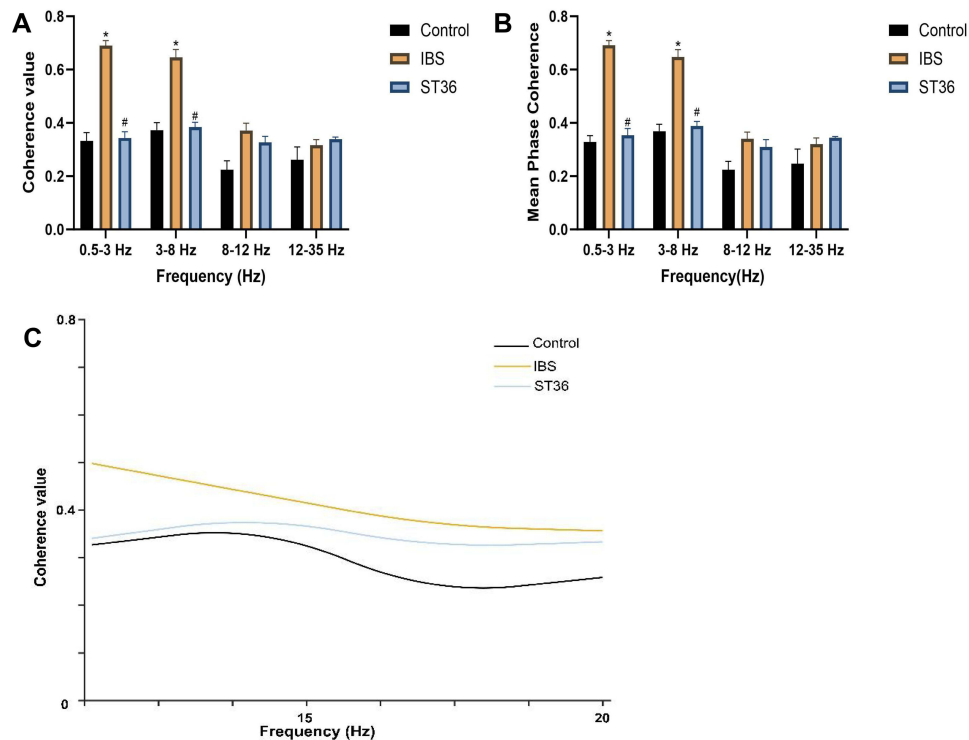 A
Coherence value
0.8
0.6
0.4
0.2
0.0
*
#
*
#
0.5-3 Hz 3-8 Hz 8-12 Hz 12-35 Hz
Frequency (Hz)
Control
IBS
ST36
B
Mean Phase Coherence
0.8
0.6
0.4
0.2
0.0
*
#
*
#
0.5-3 Hz 3-8 Hz 8-12 Hz 12-35 Hz
Frequency(Hz)
Control
IBS
ST36
C
Coherence value
0.8
0.4
0
15 20
Frequency (Hz)
Control
IBS
ST36